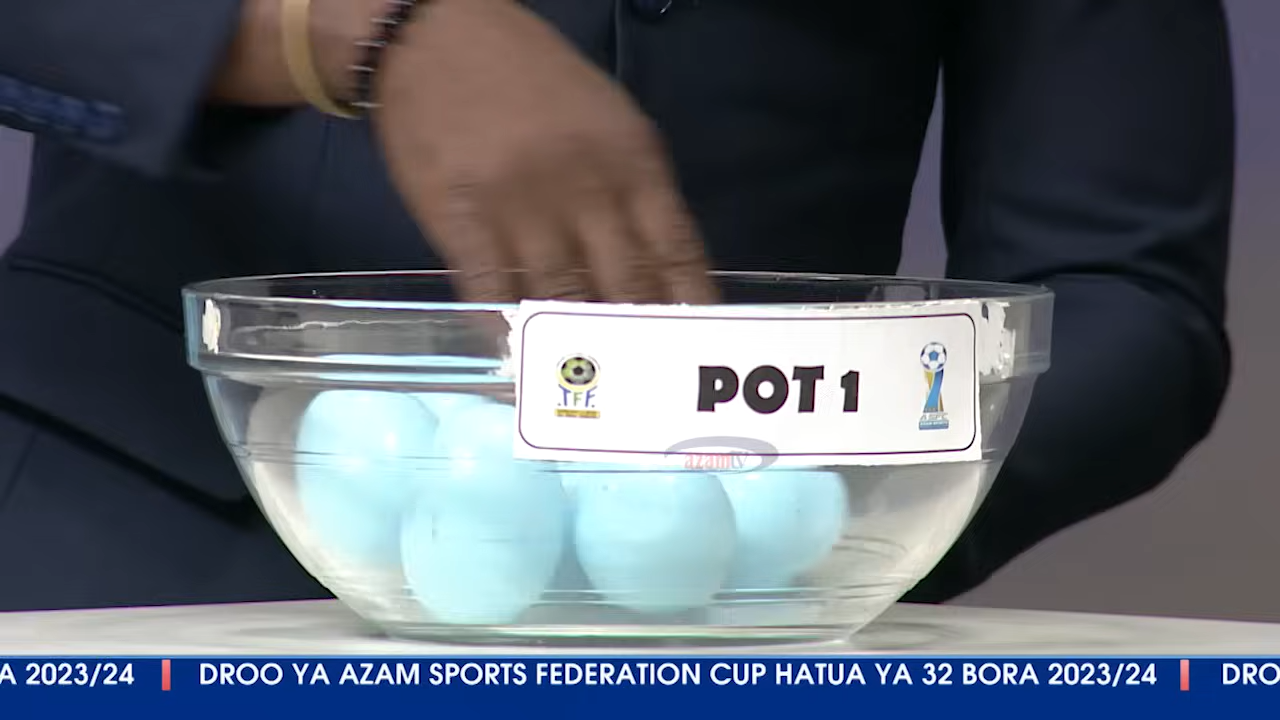 TFF
POT 1
ASFC
azamtv
A 2023/24 | DROO YA AZAM SPORTS FEDERATION CUP HATUA YA 32 BORA 2023/24 | DRO